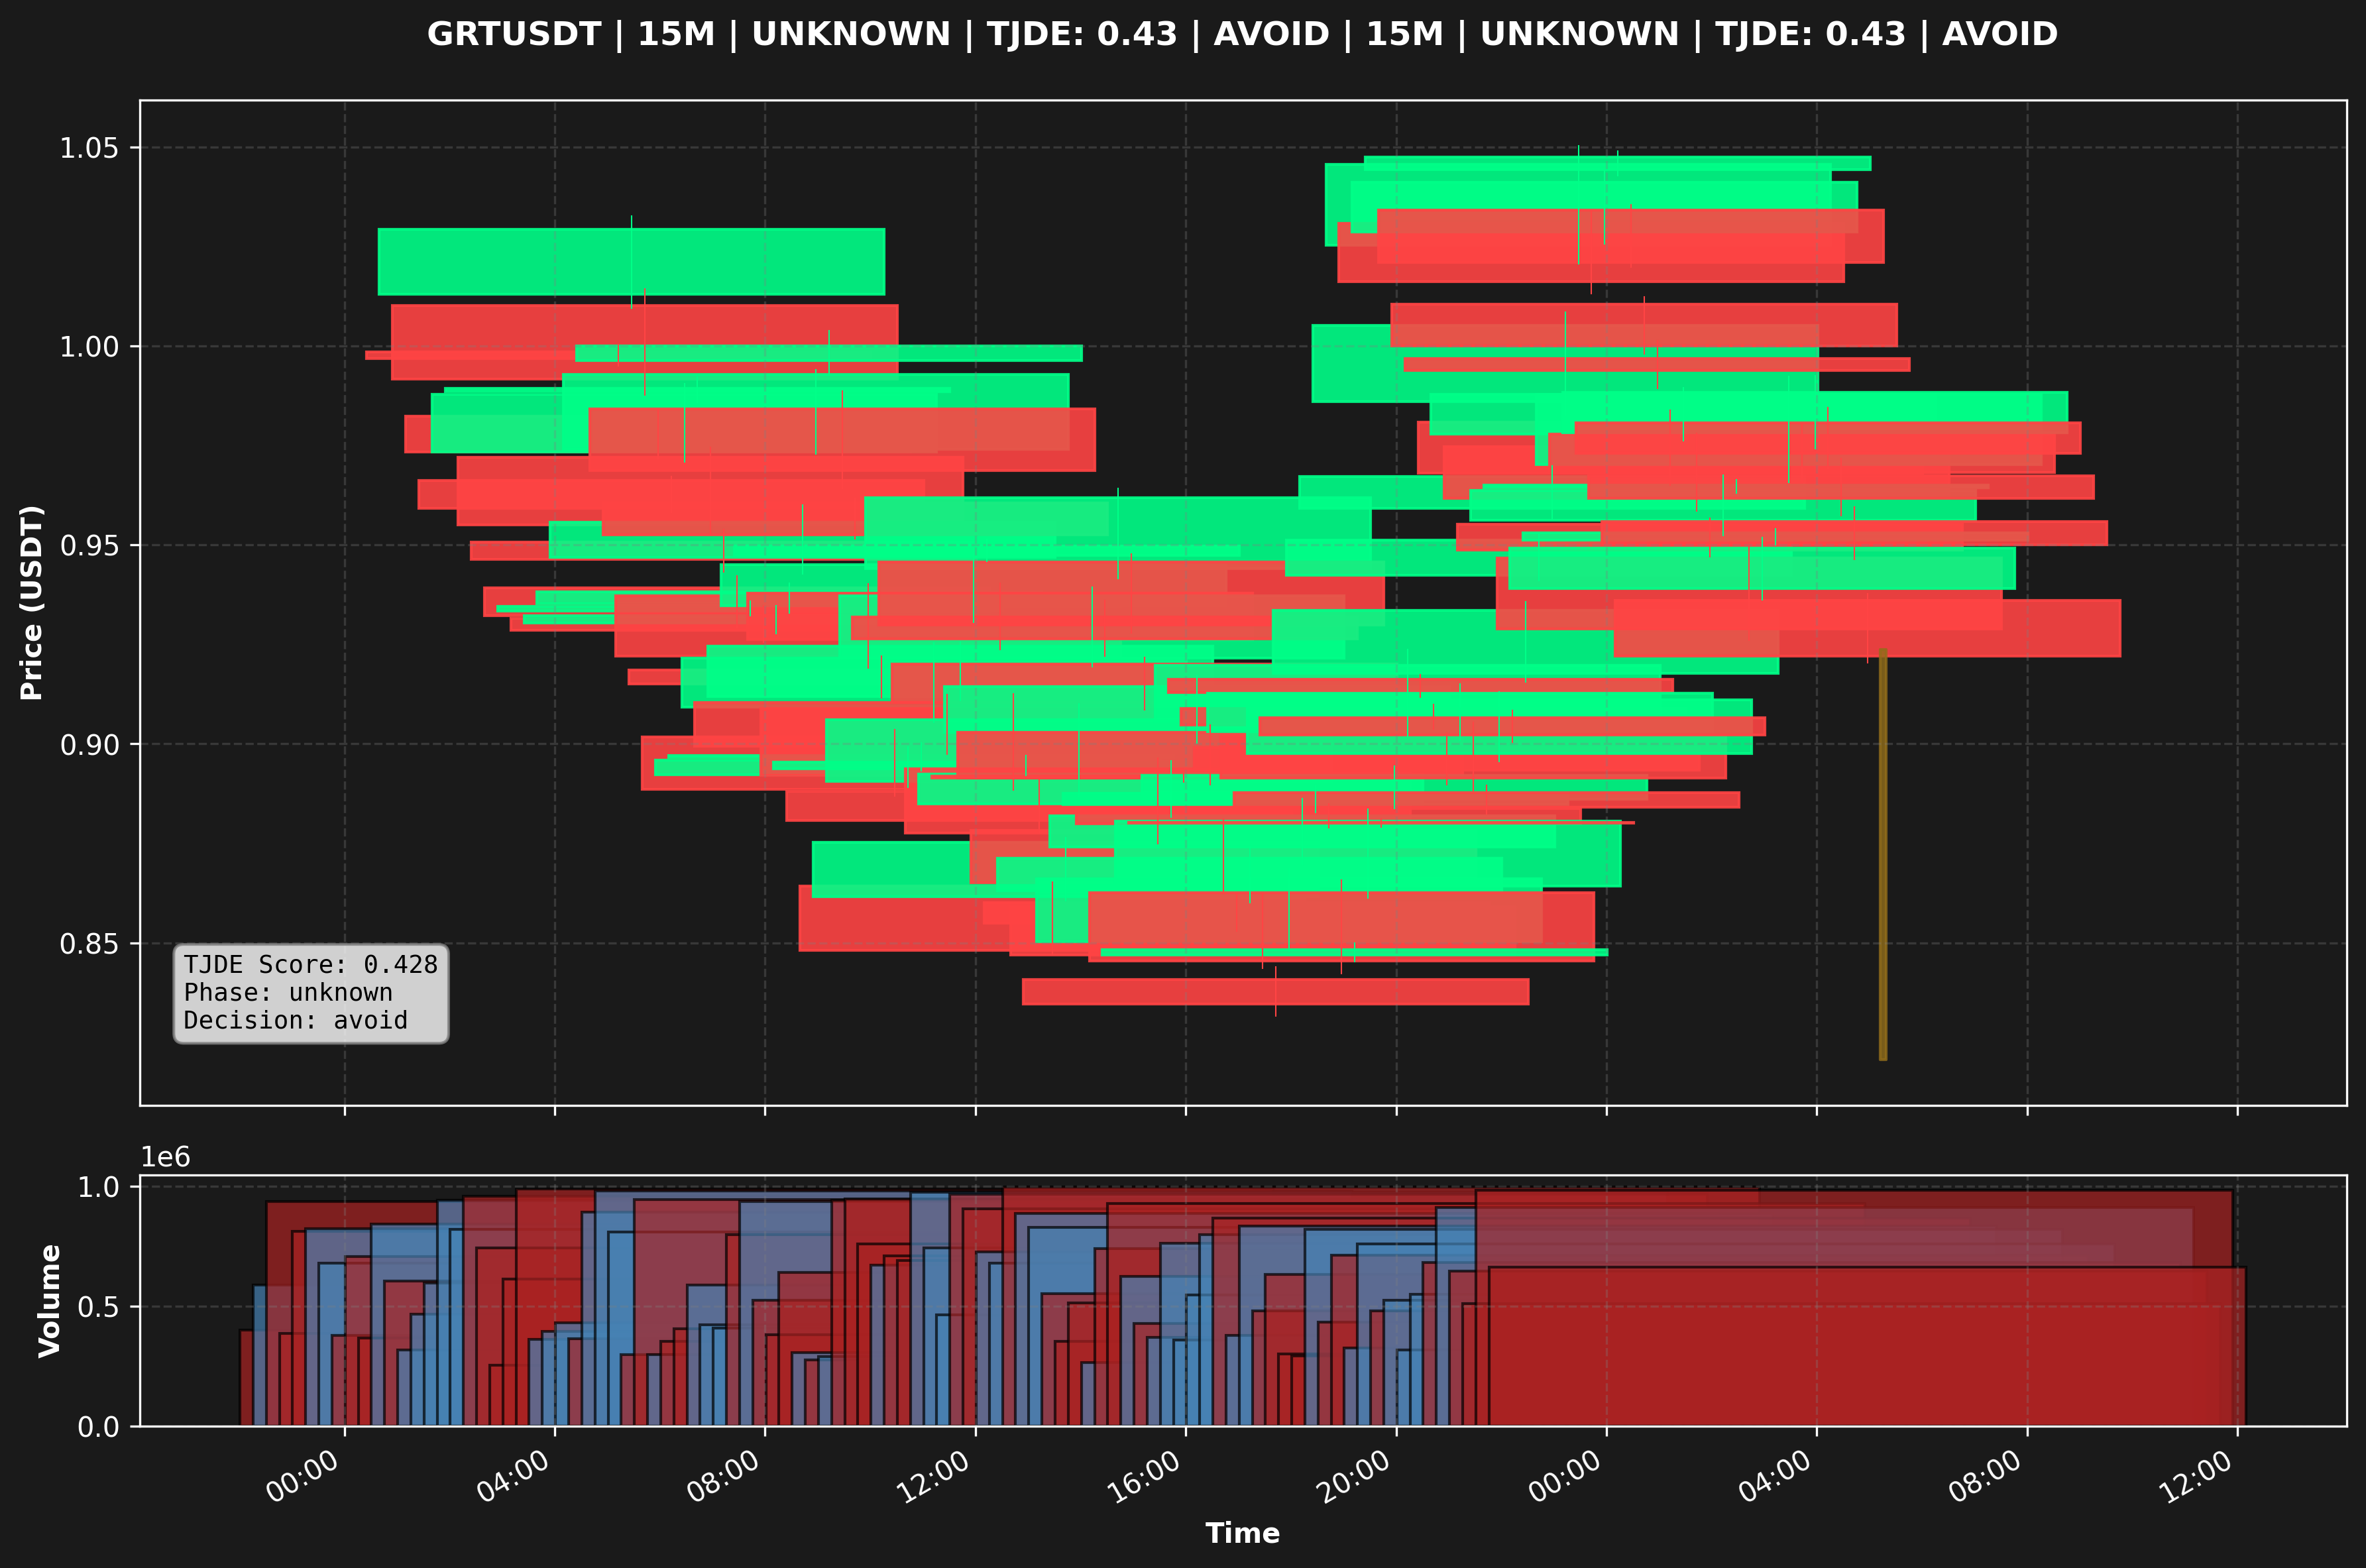 GRTUSDT | 15M | UNKNOWN | TJDE: 0.43 | AVOID | 15M | UNKNOWN | TJDE: 0.43 | AVOID
1.05
1.00
0.95
0.90
0.85
Price (USDT)
TJDE Score: 0.428
Phase: unknown
Decision: avoid
1e6
1.0
0.5
0.0
Volume
00:00
04:00
08:00
12:00
16:00
20:00
00:00
04:00
08:00
12:00
Time